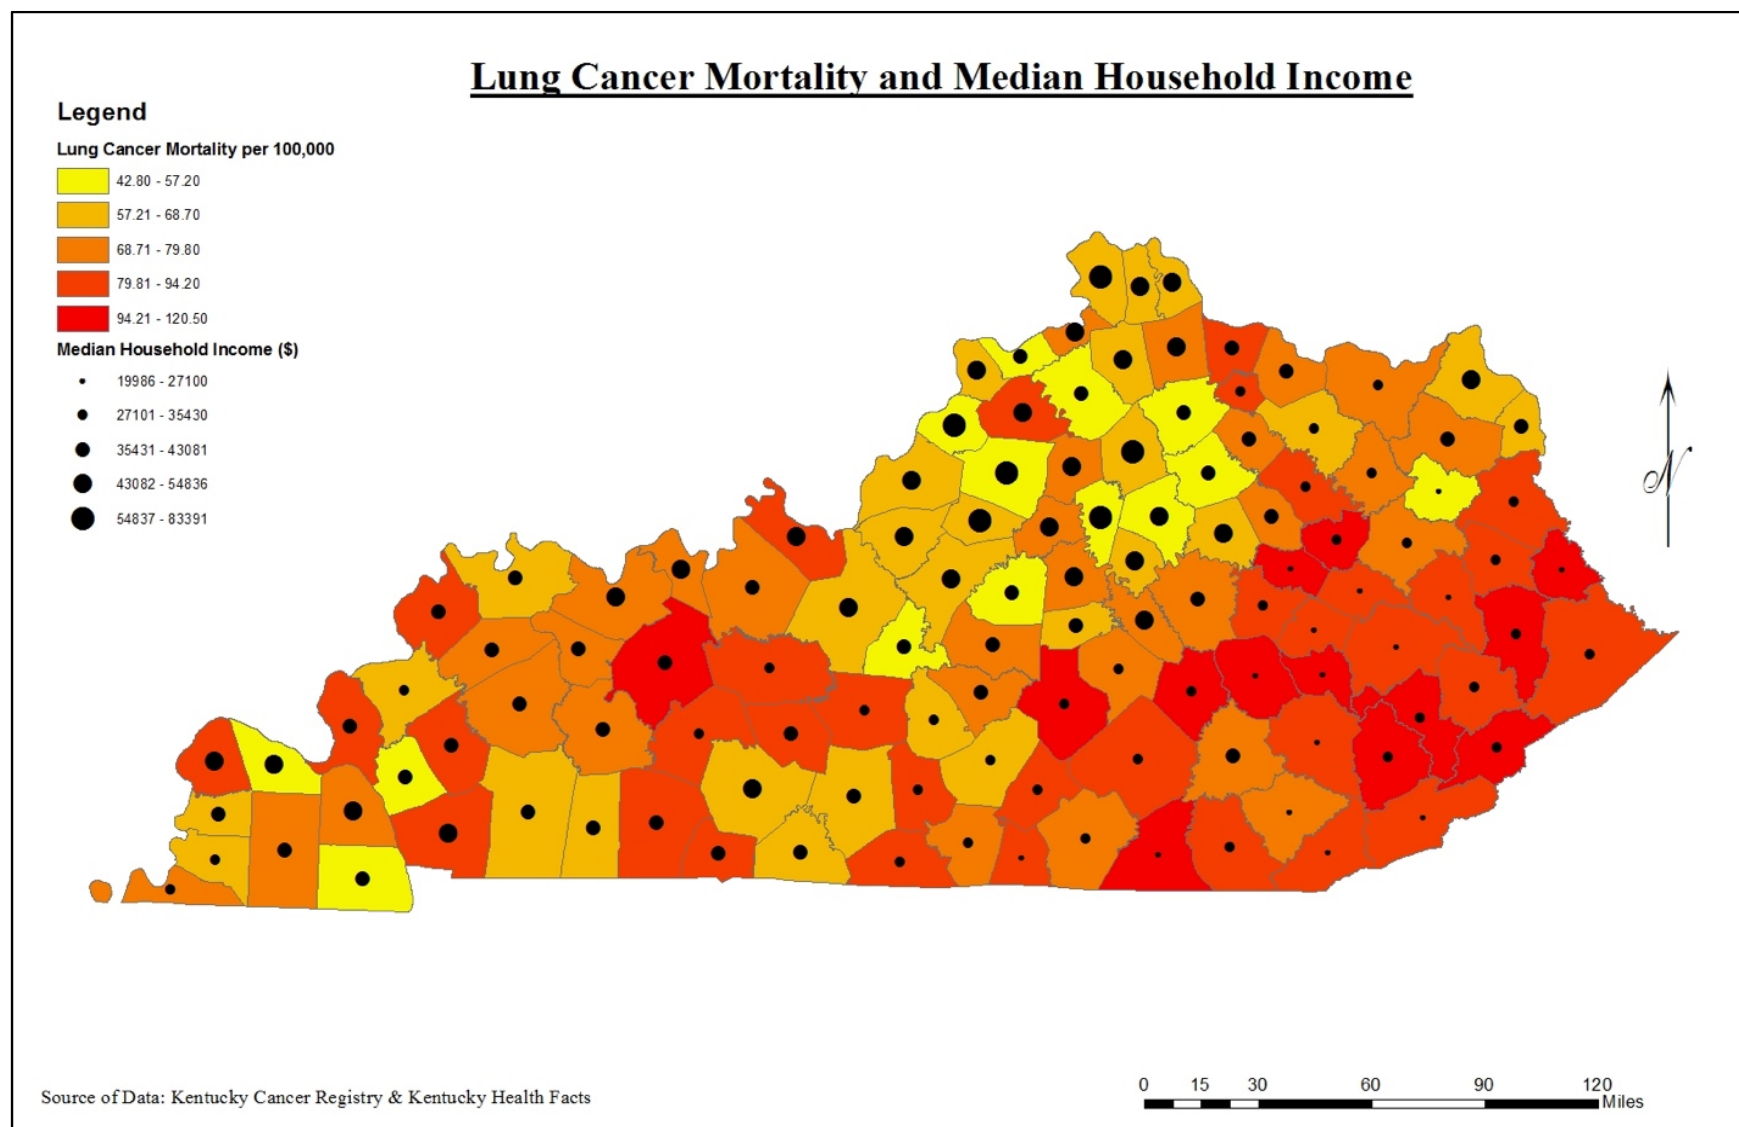 Lung Cancer Mortality and Median Household Income
Legend
Lung Cancer Mortality per 100,000
42.80 - 57.20
57.21 - 68.70
68.71 - 79.80
79.81 - 94.20
94.21 - 120.50
Median Household Income ($)
19986 - 27100
27101 - 35430
35431 - 43081
43082 - 54836
54837 - 83391
N
Source of Data: Kentucky Cancer Registry & Kentucky Health Facts
0 15 30 60 90 120
Miles